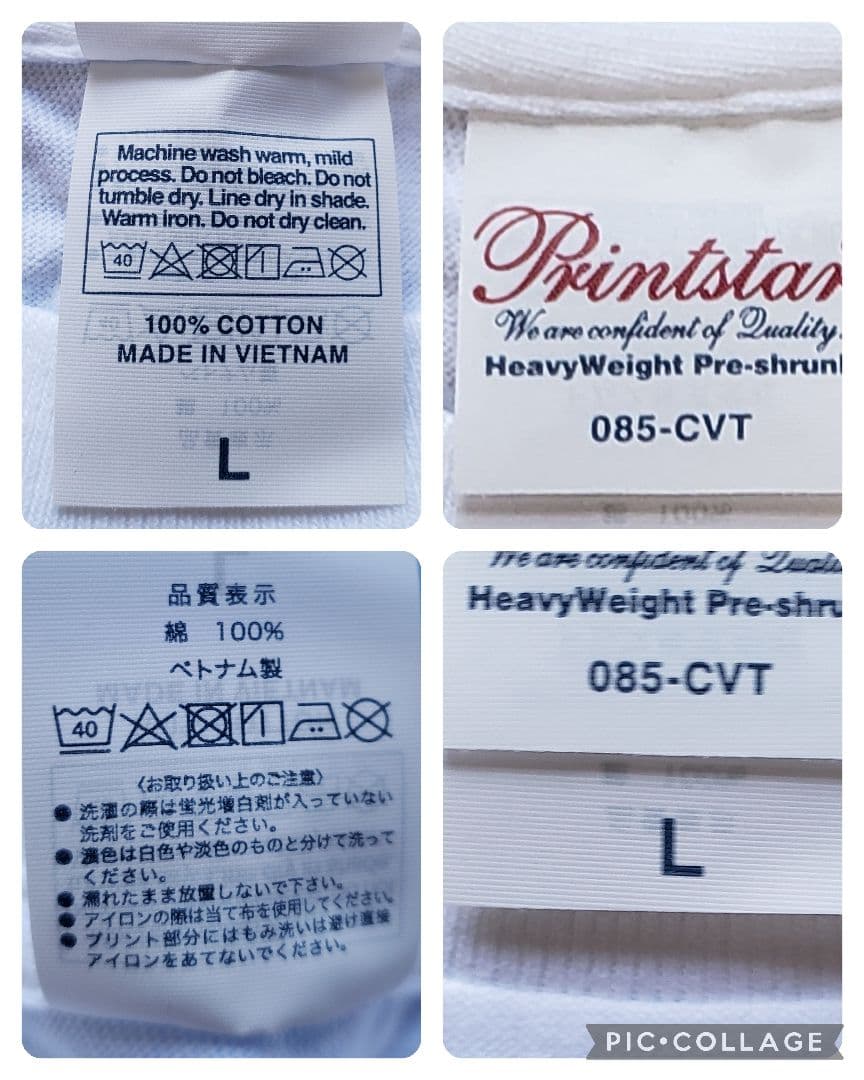 Machine wash warm, mild
process. Do not bleach. Do not
tumble dry. Line dry in shade.
Warm iron. Do not dry clean.
40
100% COTTON
MADE IN VIETNAM
L
Printstar
We are confident of Quality.
HeavyWeight Pre-shrun
085-CVT
品質表示
綿 100%
ベトナム製
40
〈お取り扱い上のご注意〉
● 洗濯の際は蛍光増白剤が入っていない
洗剤をご使用ください。
● 濃色は白色や淡色のものと分けて洗って
ください。
● 濡れたまま放置しないで下さい。
● アイロンの際は当て布を使用してください。
● プリント部分にはもみ洗いは避け直接
アイロンをあてないでください。
We are confident of Quali
HeavyWeight Pre-shru
085-CVT
L
PIC•COLLAGE